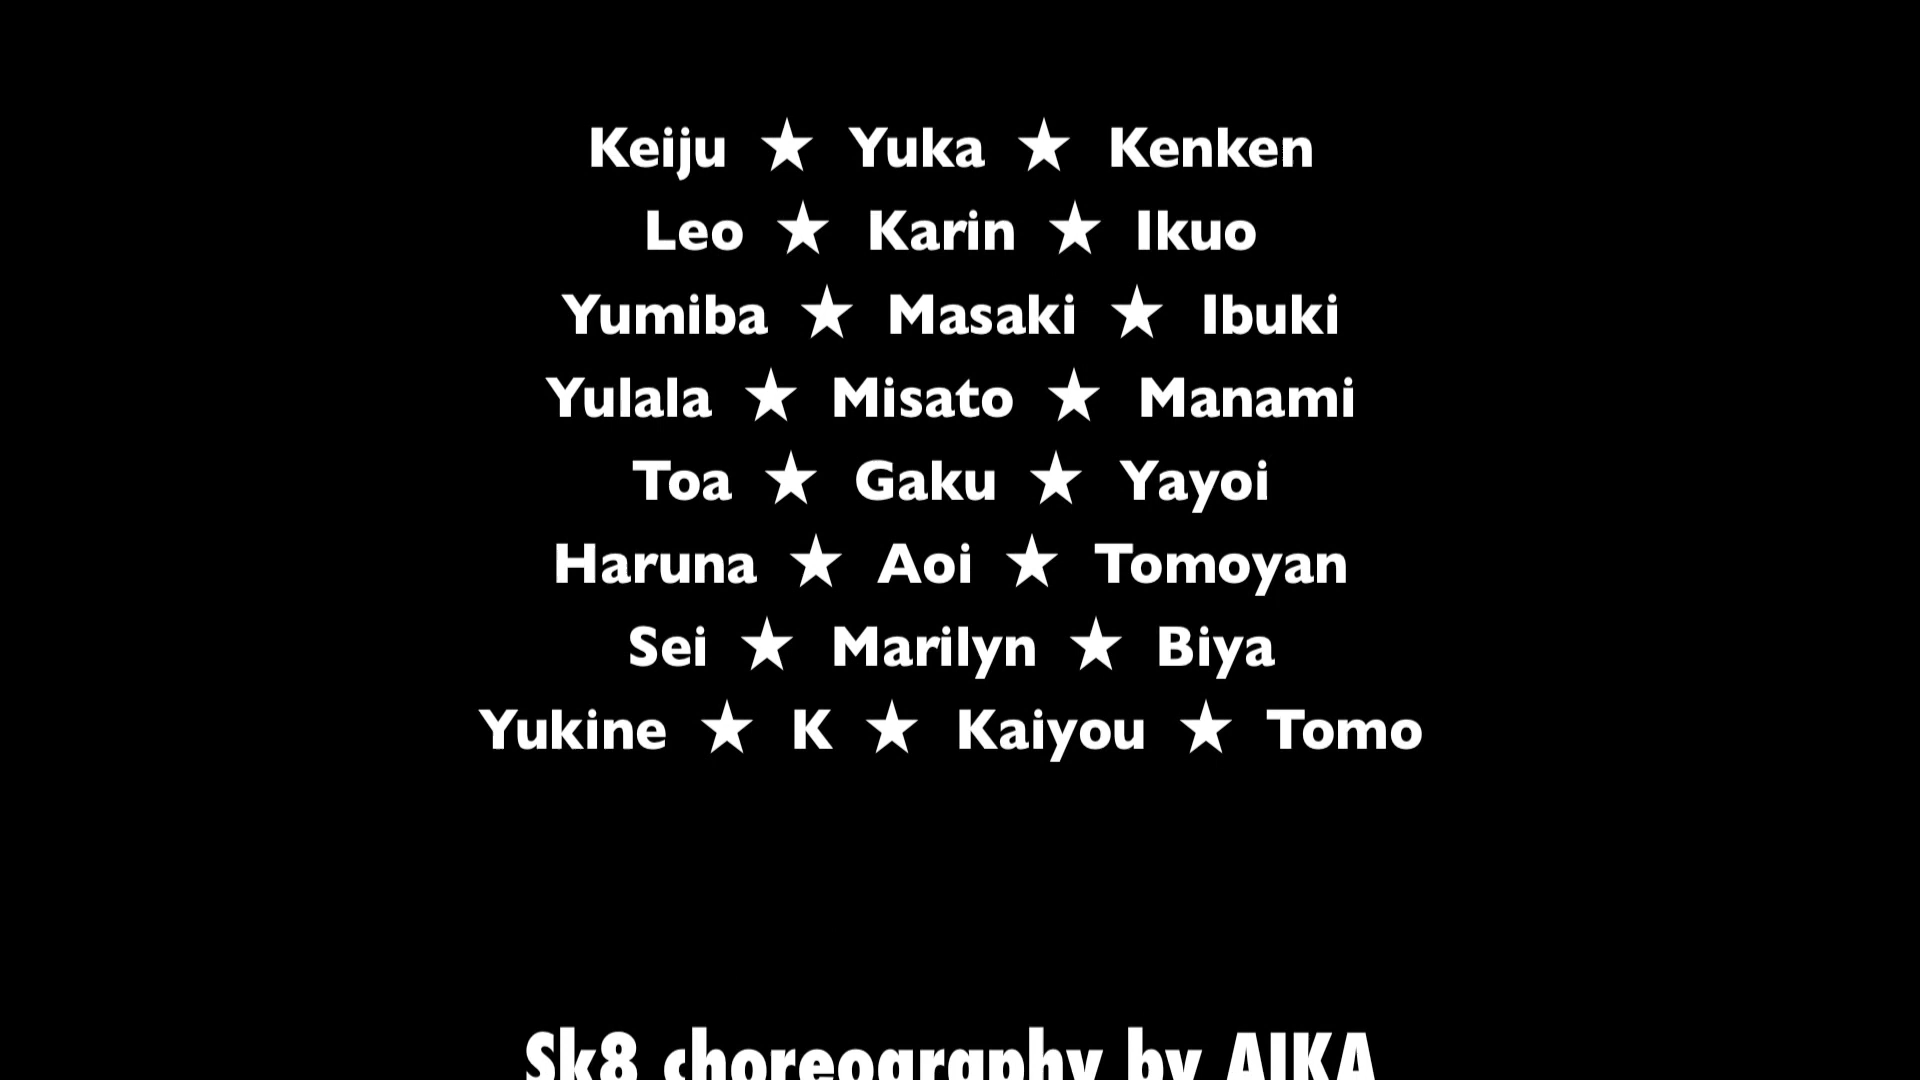 Keiju ★ Yuka ★ Kenken
Leo ★ Karin ★ Ikuo
Yumiba ★ Masaki ★ Ibuki
Yulala ★ Misato ★ Manami
Toa ★ Gaku ★ Yayoi
Haruna ★ Aoi ★ Tomoyan
Sei ★ Marilyn ★ Biya
Yukine ★ K ★ Kaiyou ★ Tomo
Sk8 choreography by AIKA